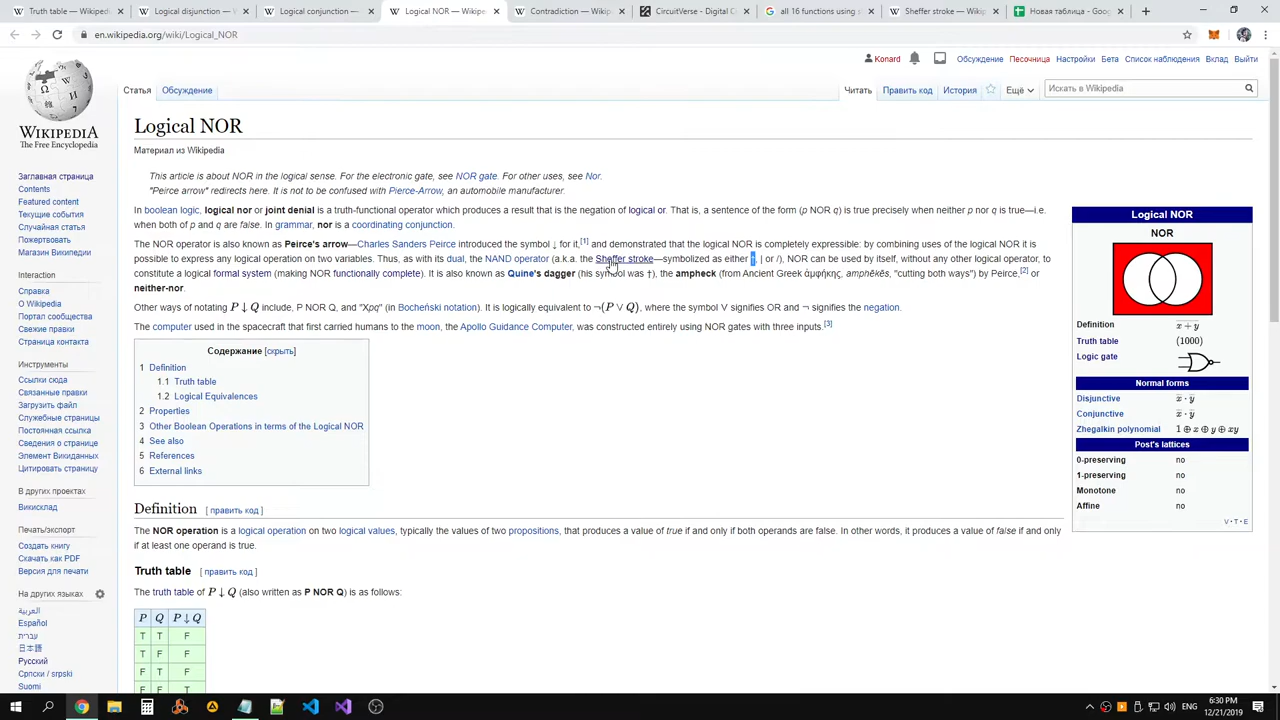 Truth table - Wikiped
Logical disjunction - W
Logical conjunction -
Logical NOR - Wikipe
Contradiction - Wikipe
CircuitVerse - Digital C
all 16 functions using
Sheffer stroke - Wikip
Новая таблица - Goo
en.wikipedia.org/wiki/Logical_NOR
Konard
Обсуждение
Песочница
Настройки
Бета
Список наблюдения
Вклад
Выйти
Статья
Обсуждение
Читать
Править код
История
Ещё
Искать в Wikipedia
WIKIPEDIA
The Free Encyclopedia
Заглавная страница
Contents
Featured content
Текущие события
Случайная статья
Пожертвовать
Магазин Википедии
Interaction
Справка
О Wikipedia
Портал сообщества
Свежие правки
Страница контакта
Инструменты
Ссылки сюда
Связанные правки
Загрузить файл
Служебные страницы
Постоянная ссылка
Сведения о странице
Элемент Викиданных
Цитировать страницу
В других проектах
Викисклад
Печать/экспорт
Создать книгу
Скачать как PDF
Версия для печати
На других языках
العربية
Español
עברית
日本語
Русский
Српски / srpski
Suomi
Logical NOR
Материал из Wikipedia
This article is about NOR in the logical sense. For the electronic gate, see NOR gate. For other uses, see Nor.
"Peirce arrow" redirects here. It is not to be confused with Pierce-Arrow, an automobile manufacturer.
In boolean logic, logical nor or joint denial is a truth-functional operator which produces a result that is the negation of logical or. That is, a sentence of the form (p NOR q) is true precisely when neither p nor q is true—i.e.
when both of p and q are false. In grammar, nor is a coordinating conjunction.
The NOR operator is also known as Peirce's arrow—Charles Sanders Peirce introduced the symbol ↓ for it,[1] and demonstrated that the logical NOR is completely expressible: by combining uses of the logical NOR it is
possible to express any logical operation on two variables. Thus, as with its dual, the NAND operator (a.k.a. the Sheffer stroke—symbolized as either ↑, | or /), NOR can be used by itself, without any other logical operator, to
constitute a logical formal system (making NOR functionally complete). It is also known as Quine's dagger (his symbol was †), the ampheck (from Ancient Greek ἀμφήκης, amphēkēs, "cutting both ways") by Peirce,[2] or
neither-nor.
Other ways of notating P ↓ Q include, P NOR Q, and "Xpq" (in Bocheński notation). It is logically equivalent to ¬(P ∨ Q), where the symbol ∨ signifies OR and ¬ signifies the negation.
The computer used in the spacecraft that first carried humans to the moon, the Apollo Guidance Computer, was constructed entirely using NOR gates with three inputs.[3]
Содержание [скрыть]
1 Definition
1.1 Truth table
1.2 Logical Equivalences
2 Properties
3 Other Boolean Operations in terms of the Logical NOR
4 See also
5 References
6 External links
Definition [ править код ]
The NOR operation is a logical operation on two logical values, typically the values of two propositions, that produces a value of true if and only if both operands are false. In other words, it produces a value of false if and only
if at least one operand is true.
Truth table [ править код ]
The truth table of P ↓ Q (also written as P NOR Q) is as follows:
P Q P ↓ Q
T T F
T F F
F T F
F F T
Logical NOR
NOR
Definition x + y
Truth table (1000)
Logic gate
Normal forms
Disjunctive x · y
Conjunctive x · y
Zhegalkin polynomial 1 ⊕ x ⊕ y ⊕ xy
Post's lattices
0-preserving no
1-preserving no
Monotone no
Affine no
V · T · E
ENG
6:30 PM
12/21/2019